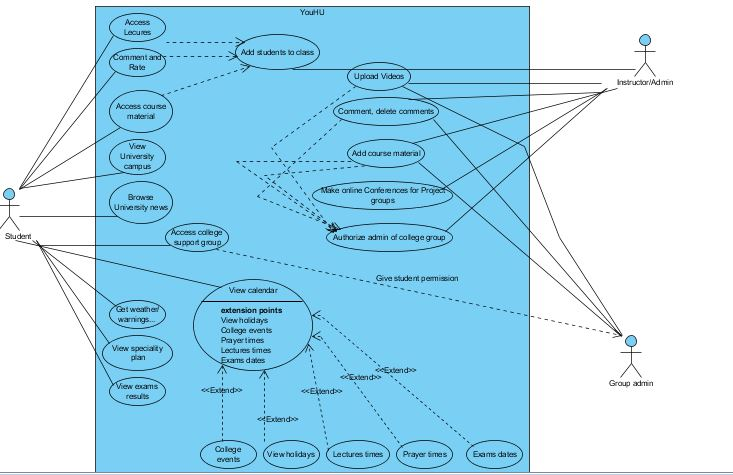 YouHU
Access
Lecures
Comment and
Rate
Add students to class
Access course
material
Upload Videos
Instructor/Admin
Comment, delete comments
View
University
campus
Add course material
Browse
University news
Make online Conferences for Project
groups
Student
Access college
support group
Authorize admin of college group
Give student permission
View calendar
extension points
View holidays
College events
Prayer times
Lectures times
Exams dates
Get weather/
warnings...
View speciality
plan
View exams
results
Group admin
<<Extend>>
<<Extend>>
<<Extend>>
<<Extend>>
<<Extend>>
College
events
View holidays
Lectures times
Prayer times
Exams dates